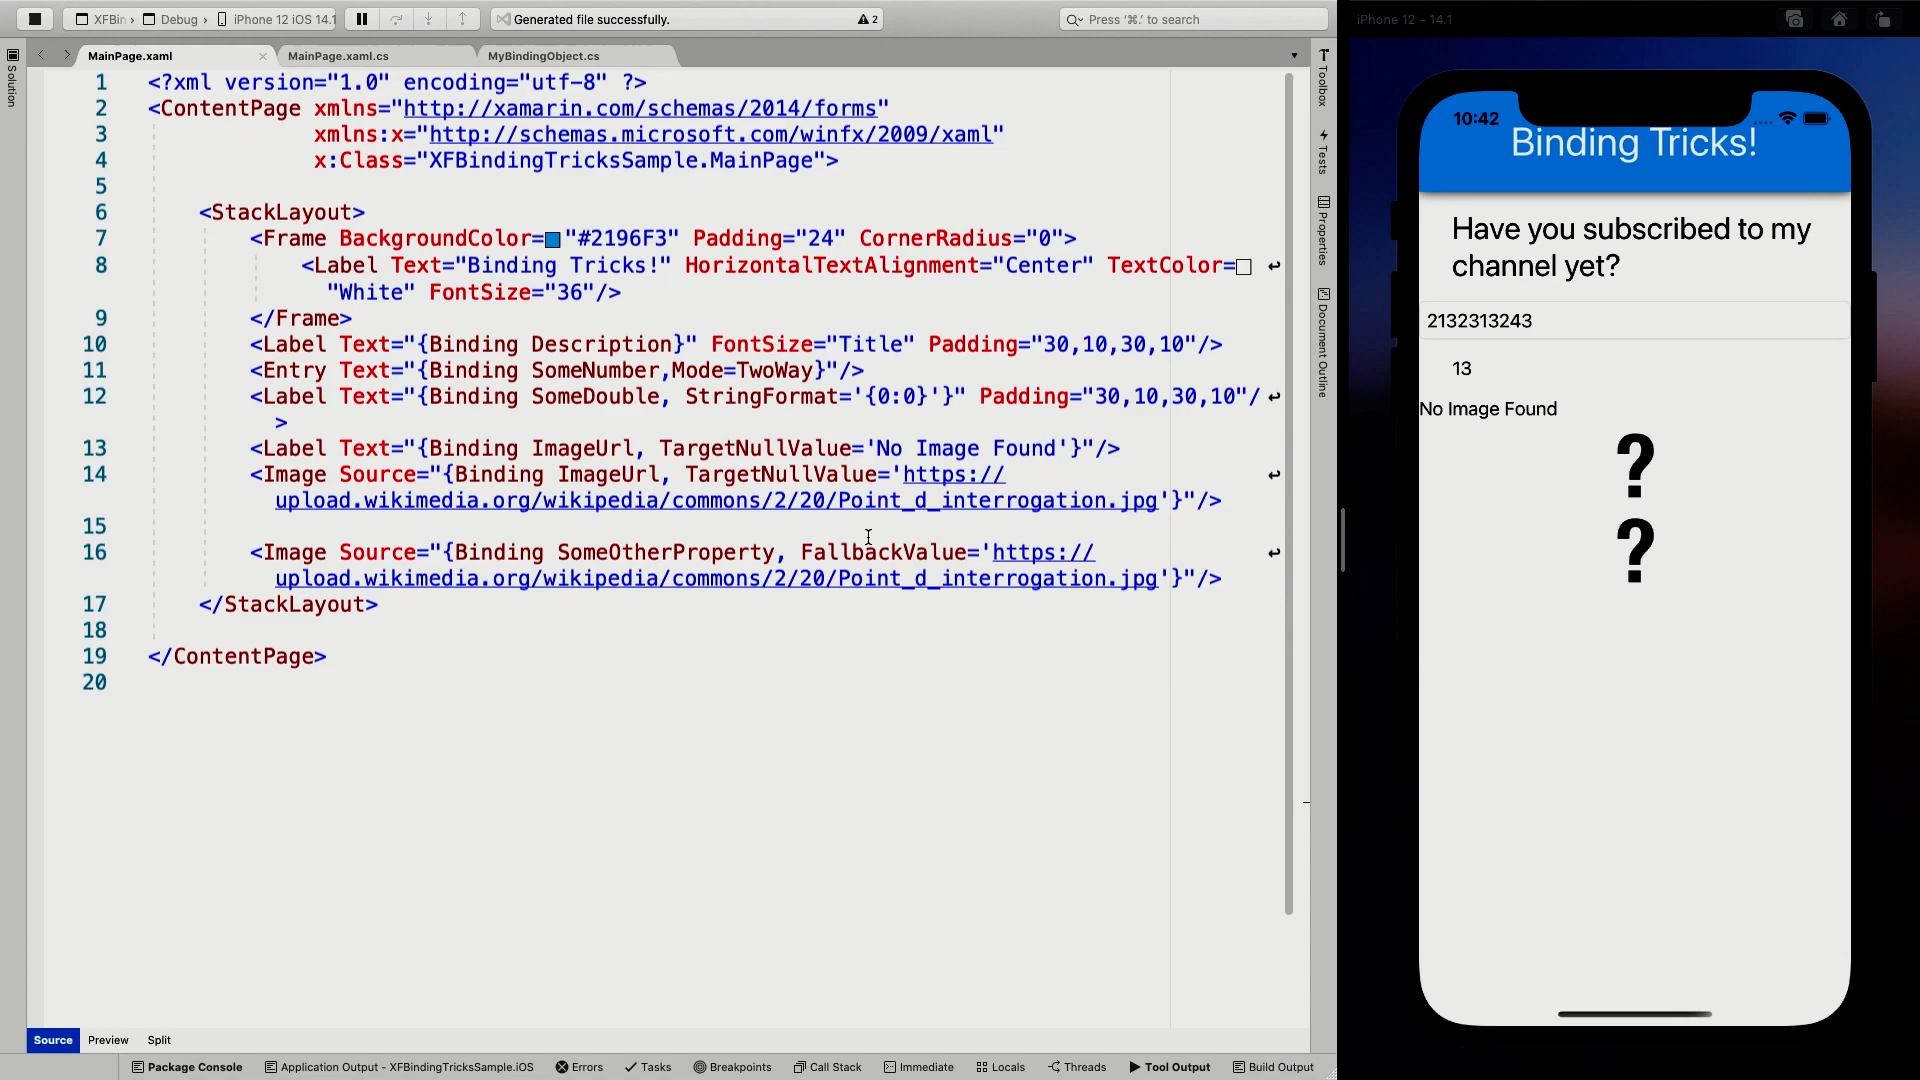 XFBin › Debug › iPhone 12 iOS 14.1
Generated file successfully.
2
Press '⌘.' to search
iPhone 12 – 14.1
Solution
MainPage.xaml
MainPage.xaml.cs
MyBindingObject.cs
1 <?xml version="1.0" encoding="utf-8" ?>
2 <ContentPage xmlns="http://xamarin.com/schemas/2014/forms"
3 xmlns:x="http://schemas.microsoft.com/winfx/2009/xaml"
4 x:Class="XFBindingTricksSample.MainPage">
5
6 <StackLayout>
7 <Frame BackgroundColor="#2196F3" Padding="24" CornerRadius="0">
8 <Label Text="Binding Tricks!" HorizontalTextAlignment="Center" TextColor=
"White" FontSize="36"/>
9 </Frame>
10 <Label Text="{Binding Description}" FontSize="Title" Padding="30,10,30,10"/>
11 <Entry Text="{Binding SomeNumber,Mode=TwoWay}"/>
12 <Label Text="{Binding SomeDouble, StringFormat='{0:0}'}" Padding="30,10,30,10"/
>
13 <Label Text="{Binding ImageUrl, TargetNullValue='No Image Found'}"/>
14 <Image Source="{Binding ImageUrl, TargetNullValue='https://
upload.wikimedia.org/wikipedia/commons/2/20/Point_d_interrogation.jpg'}"/>
15
16 <Image Source="{Binding SomeOtherProperty, FallbackValue='https://
upload.wikimedia.org/wikipedia/commons/2/20/Point_d_interrogation.jpg'}"/>
17 </StackLayout>
18
19 </ContentPage>
20
Toolbox
Tests
Properties
Document Outline
10:42
Binding Tricks!
Have you subscribed to my
channel yet?
2132313243
13
No Image Found
?
?
Source Preview Split
Package Console Application Output - XFBindingTricksSample.iOS Errors Tasks Breakpoints Call Stack Immediate Locals Threads Tool Output Build Output